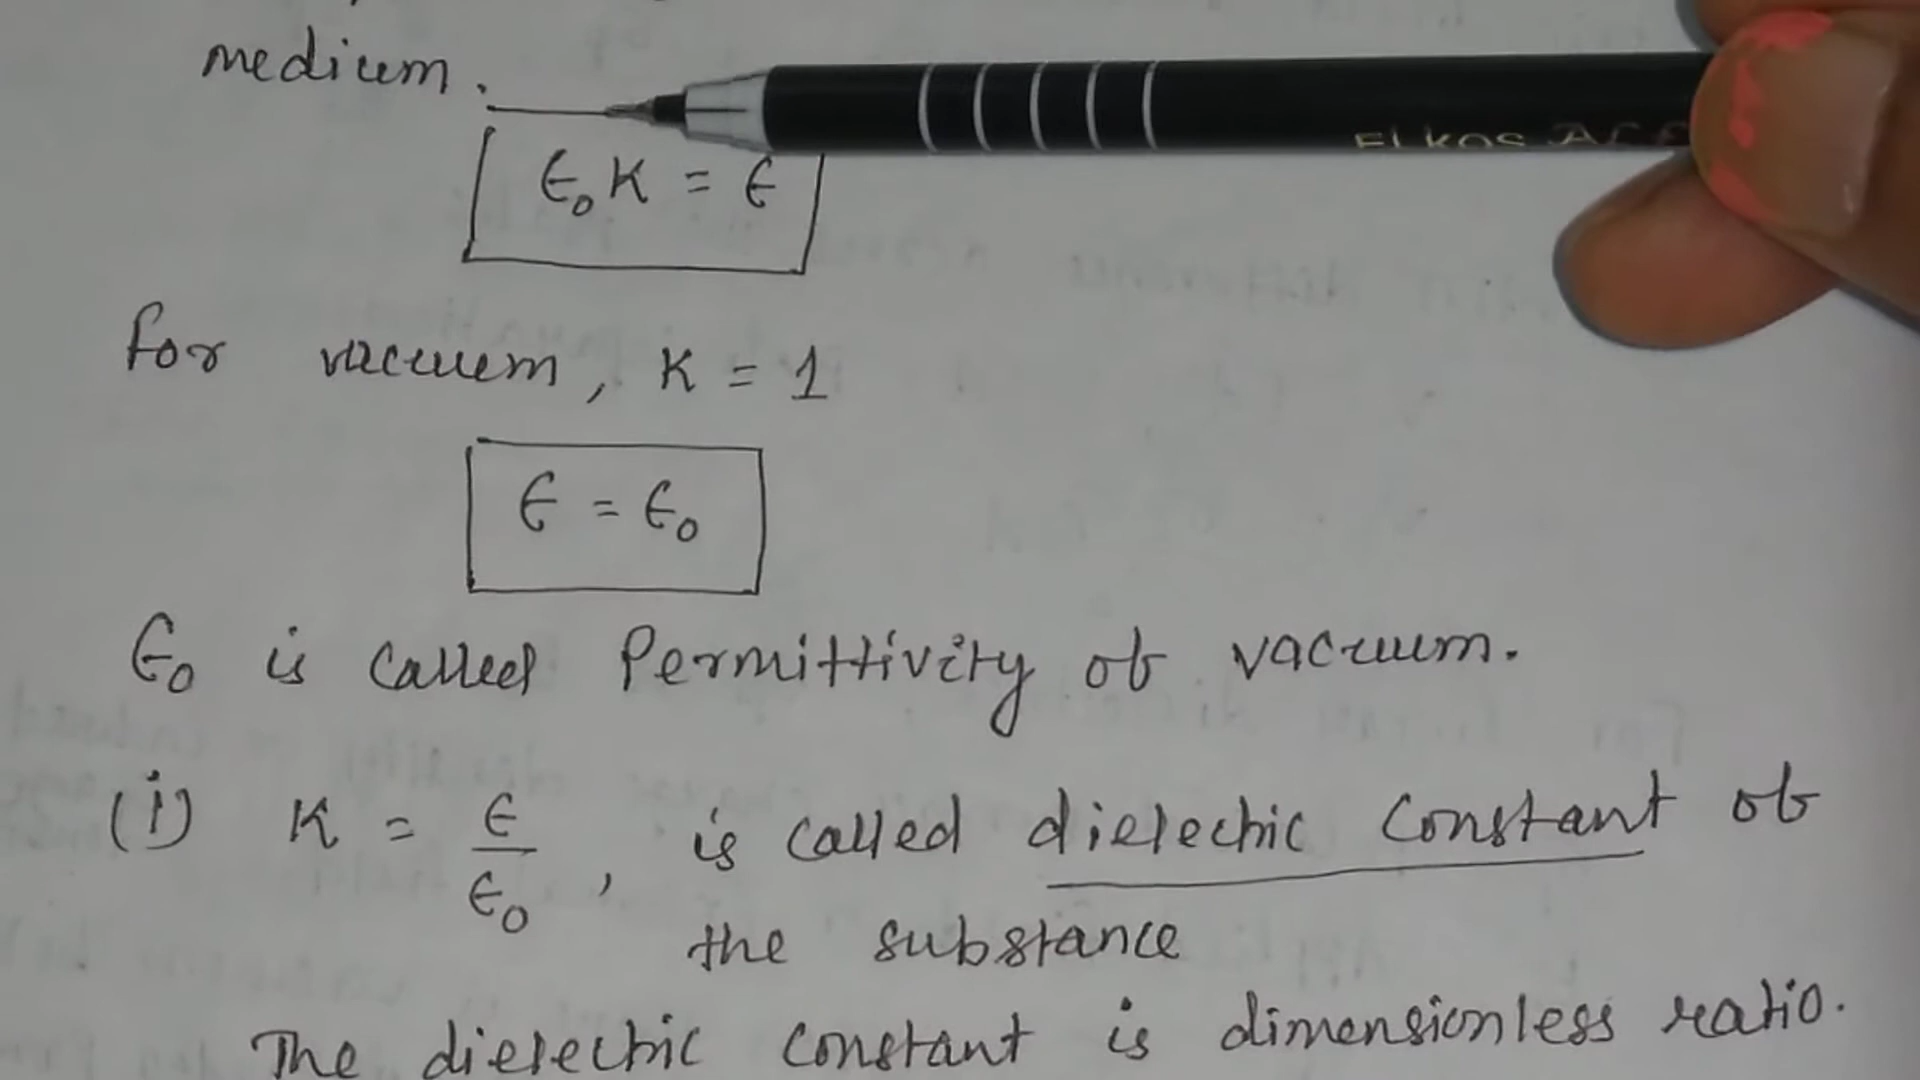 medium.
ELKOS
ϵ₀K = ϵ
for vacuum, K = 1
ϵ = ϵ₀
ϵ₀ is called Permittivity of vacuum.
(i) K = ϵ/ϵ₀, is called dielectric constant of
the substance
The dielectric constant is dimensionless ratio.